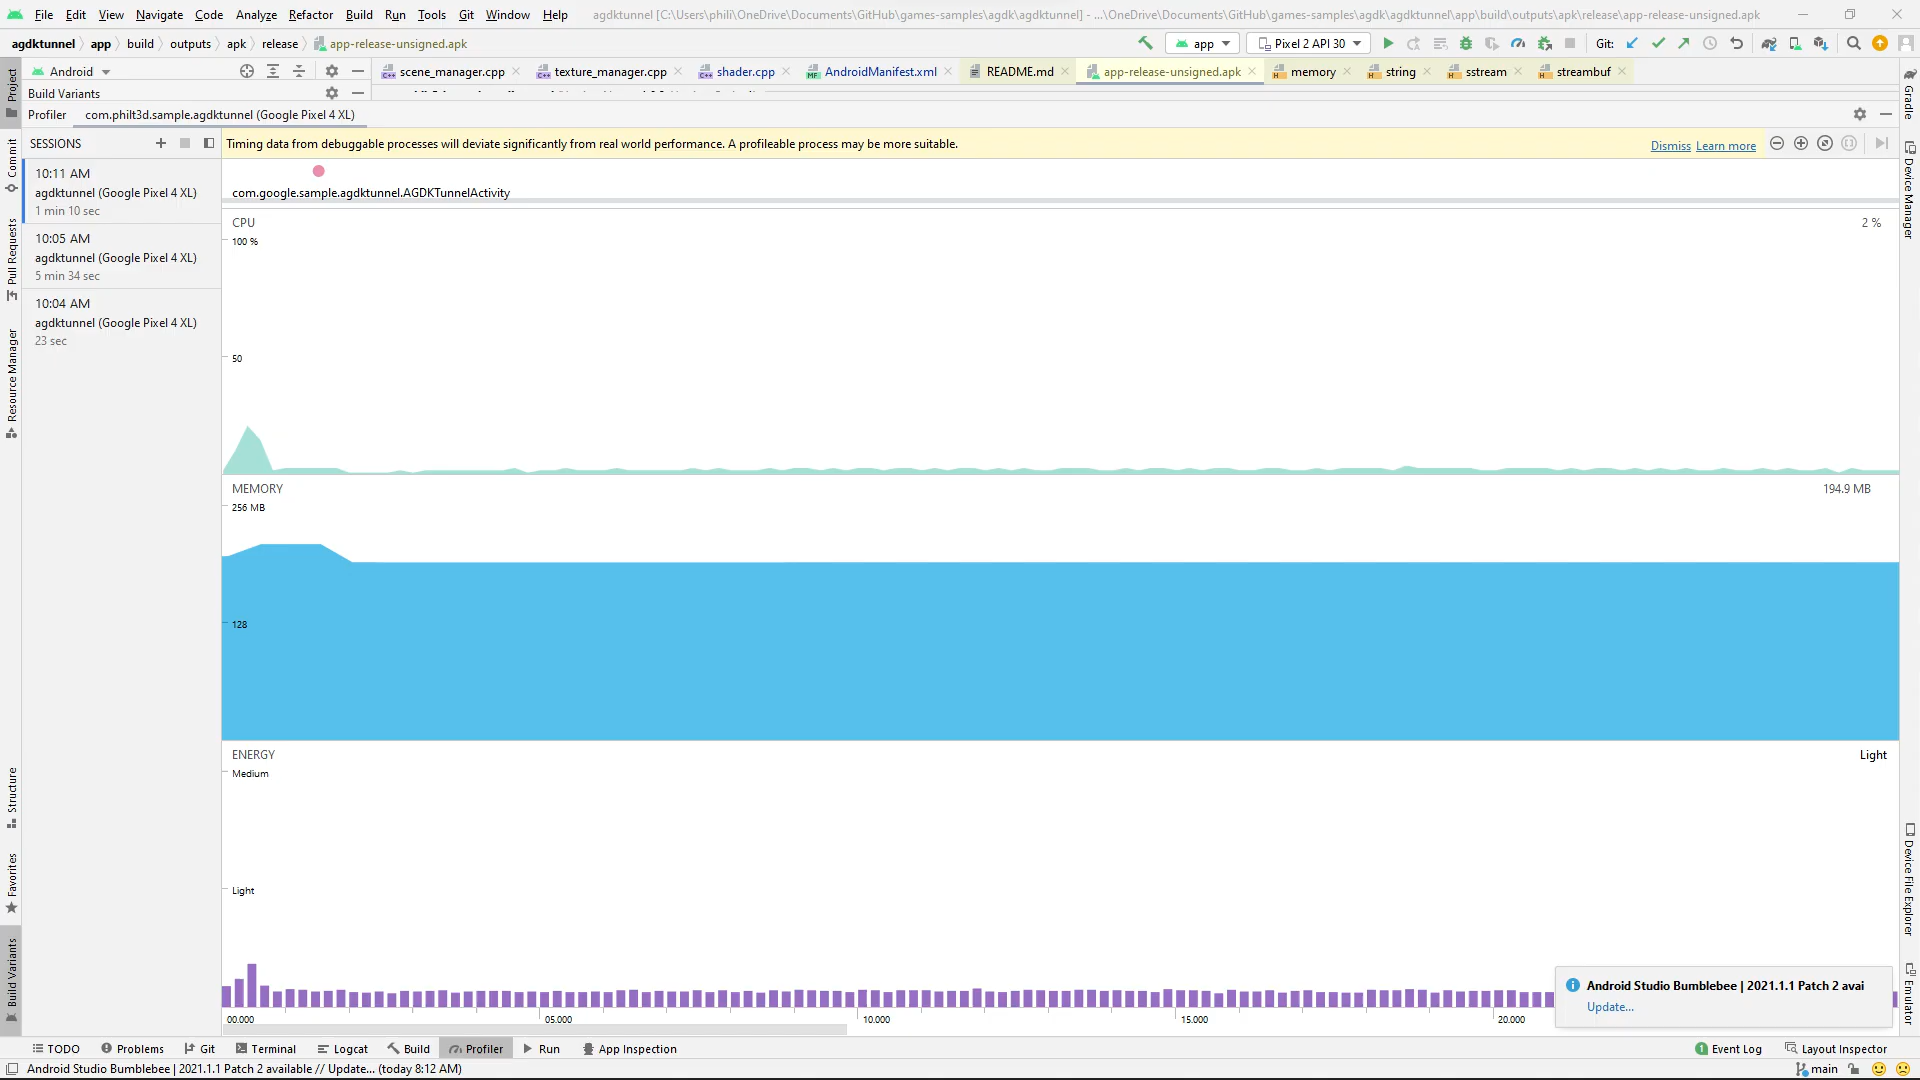 File Edit View Navigate Code Analyze Refactor Build Run Tools Git Window Help agdktunnel [C:\Users\phili\OneDrive\Documents\GitHub\games-samples\agdk\agdktunnel] - ...\OneDrive\Documents\GitHub\games-samples\agdk\agdktunnel\app\build\outputs\apk\release\app-release-unsigned.apk
agdktunnel app build outputs apk release app-release-unsigned.apk app Pixel 2 API 30 Git:
Project Android scene_manager.cpp texture_manager.cpp shader.cpp AndroidManifest.xml README.md app-release-unsigned.apk memory string sstream streambuf
Build Variants
Profiler com.philt3d.sample.agdktunnel (Google Pixel 4 XL)
SESSIONS Timing data from debuggable processes will deviate significantly from real world performance. A profileable process may be more suitable. Dismiss Learn more
10:11 AM
agdktunnel (Google Pixel 4 XL)
1 min 10 sec
10:05 AM
agdktunnel (Google Pixel 4 XL)
5 min 34 sec
10:04 AM
agdktunnel (Google Pixel 4 XL)
23 sec
com.google.sample.agdktunnel.AGDKTunnelActivity
CPU 2 %
100 %
50
MEMORY 194.9 MB
256 MB
128
ENERGY Light
Medium
Light
00.000 05.000 10.000 15.000 20.000
Commit
Pull Requests
Resource Manager
Structure
Favorites
Build Variants
Gradle
Device Manager
Device File Explorer
Emulator
Android Studio Bumblebee | 2021.1.1 Patch 2 avai
Update...
TODO Problems Git Terminal Logcat Build Profiler Run App Inspection 1 Event Log Layout Inspector
Android Studio Bumblebee | 2021.1.1 Patch 2 available // Update... (today 8:12 AM) main